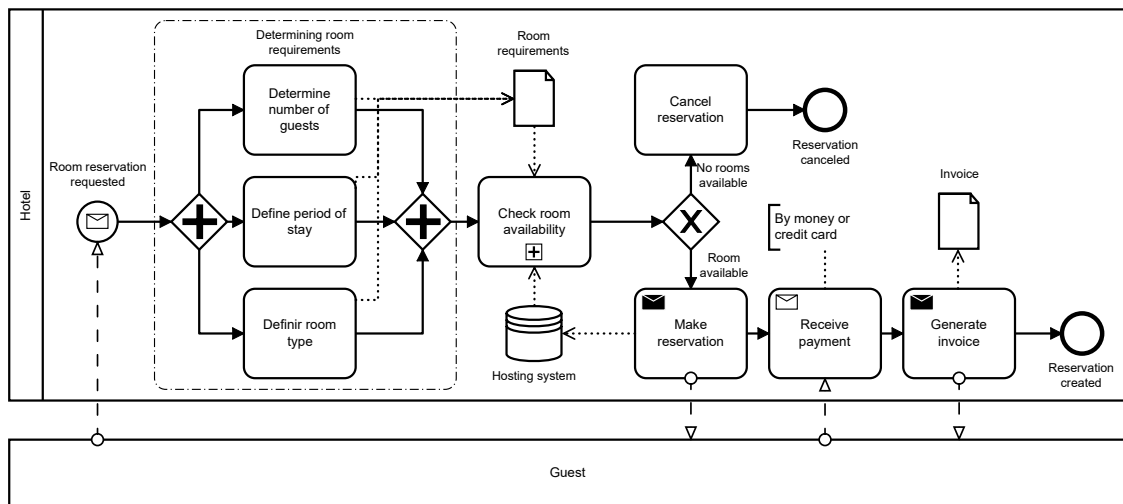 Hotel
Room reservation
requested
Determining room
requirements
Determine
number of
guests
Define period of
stay
Definir room
type
Room
requirements
Check room
availability
Hosting system
Cancel
reservation
Reservation
canceled
No rooms
available
Room
available
Make
reservation
By money or
credit card
Receive
payment
Invoice
Generate
invoice
Reservation
created
Guest